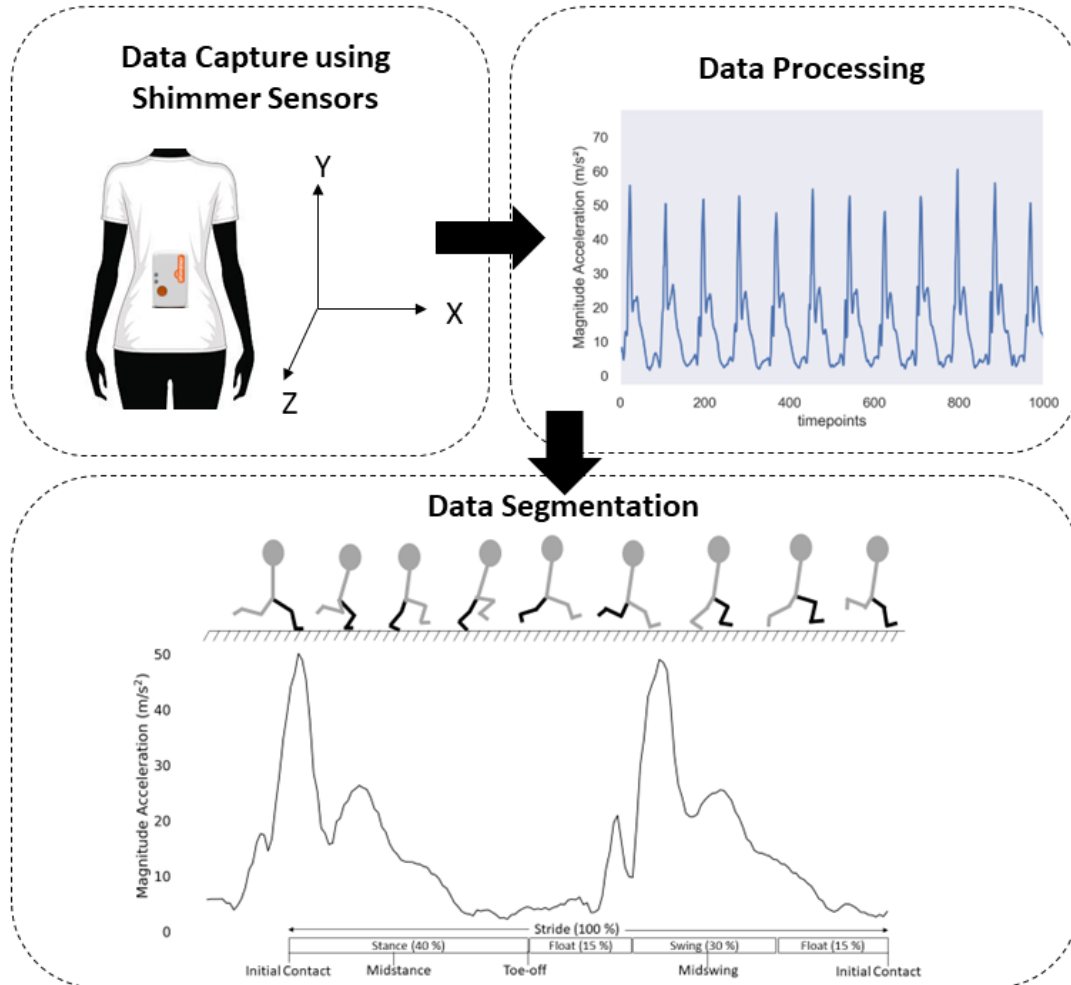 Data Capture using
Shimmer Sensors
Y
X
Z
Data Processing
Magnitude Acceleration (m/s²)
70
60
50
40
30
20
10
0
0 200 400 600 800 1000
timepoints
Data Segmentation
Magnitude Acceleration (m/s²)
50
40
30
20
10
0
Stride (100 %)
Stance (40 %) Float (15 %) Swing (30 %) Float (15 %)
Initial Contact Midstance Toe-off Midswing Initial Contact